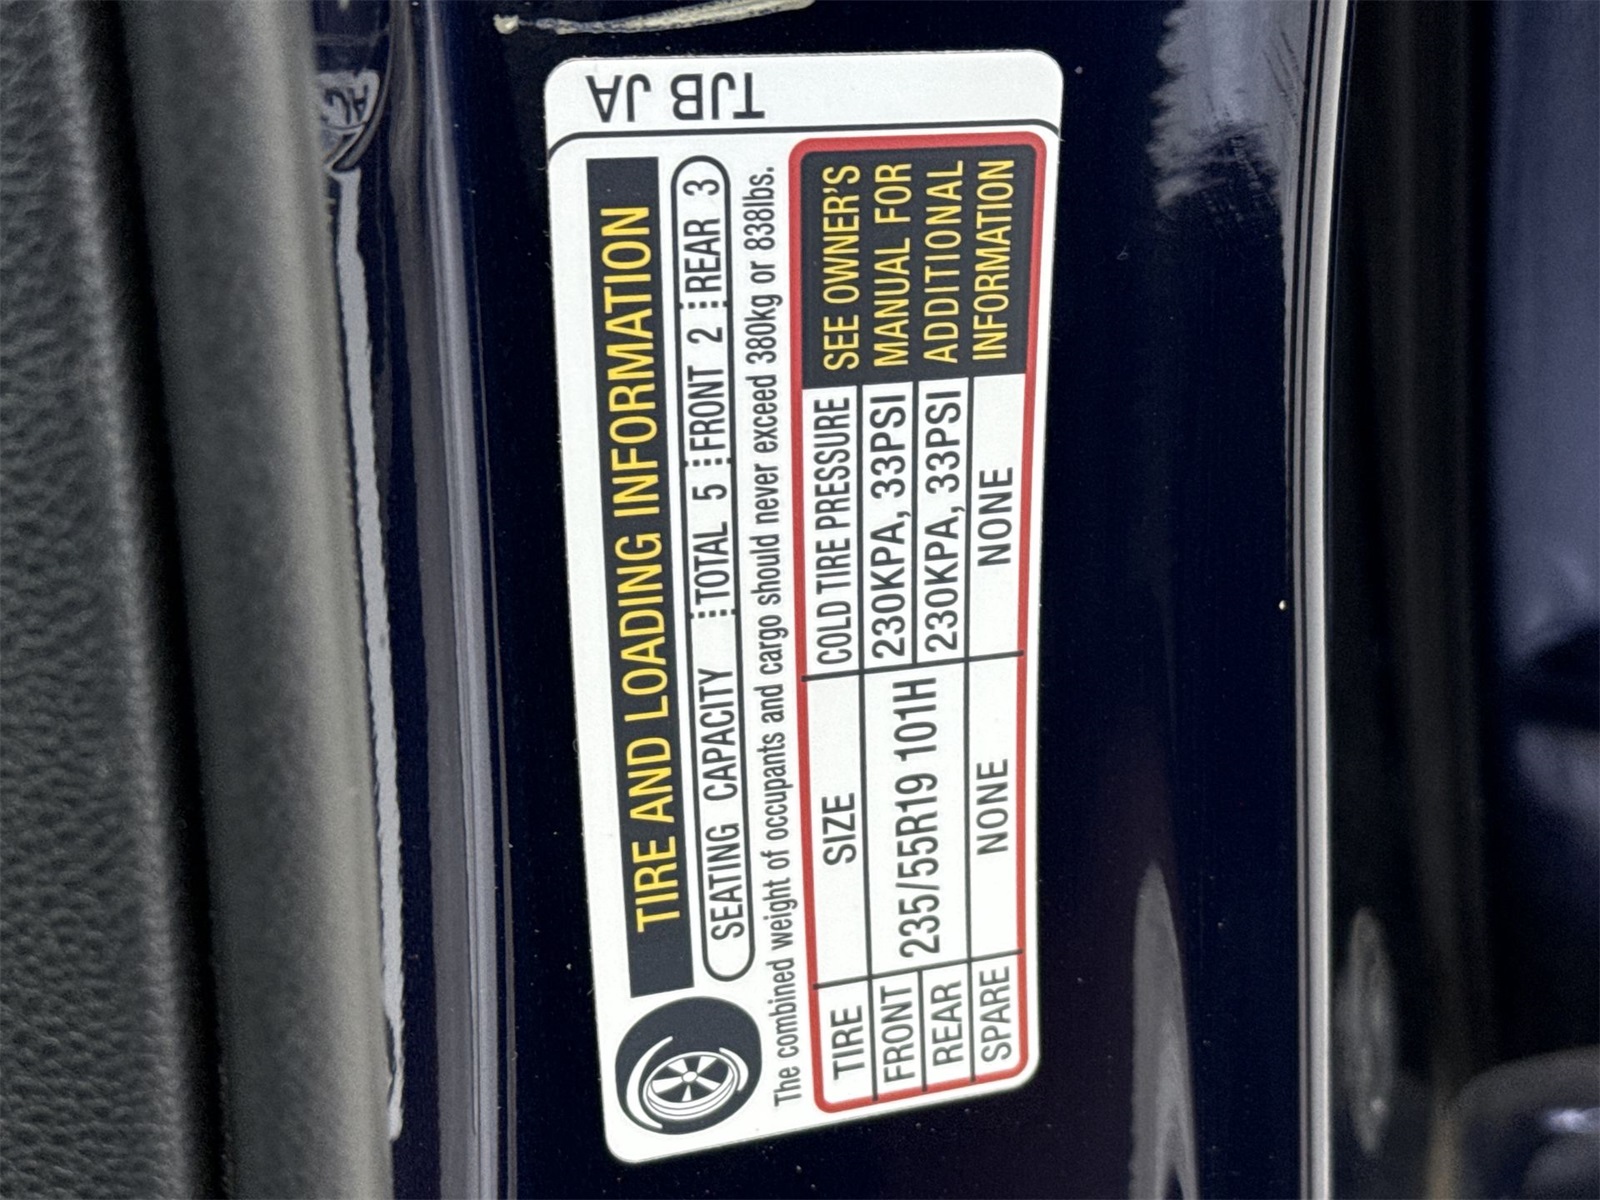 TJB JA
TIRE AND LOADING INFORMATION
SEATING CAPACITY TOTAL 5 FRONT 2 REAR 3
The combined weight of occupants and cargo should never exceed 380kg or 838lbs.
TIRE SIZE COLD TIRE PRESSURE
FRONT 235/55R19 101H 230KPA, 33PSI
REAR 230KPA, 33PSI
SPARE NONE NONE
SEE OWNER'S
MANUAL FOR
ADDITIONAL
INFORMATION